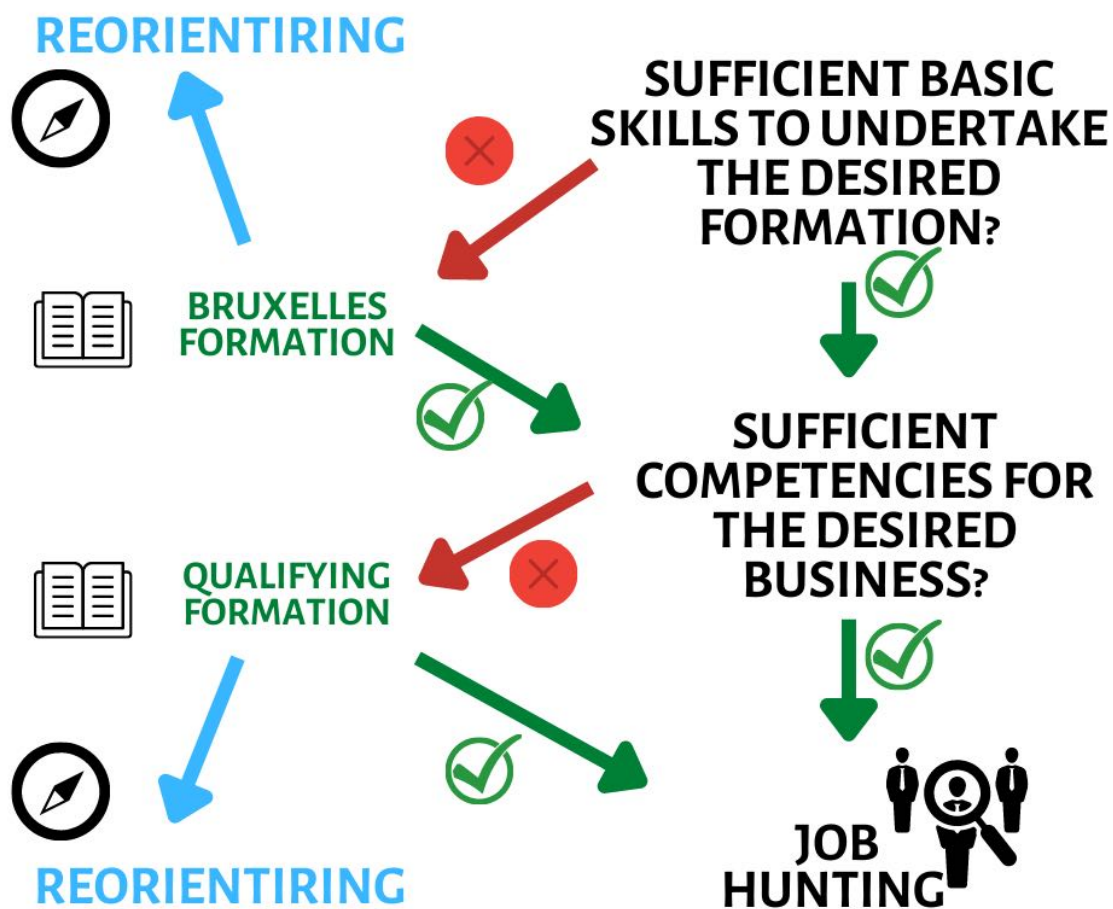 REORIENTIRING
SUFFICIENT BASIC
SKILLS TO UNDERTAKE
THE DESIRED
FORMATION?
BRUXELLES
FORMATION
SUFFICIENT
COMPETENCIES FOR
THE DESIRED
BUSINESS?
QUALIFYING
FORMATION
JOB
HUNTING
REORIENTIRING